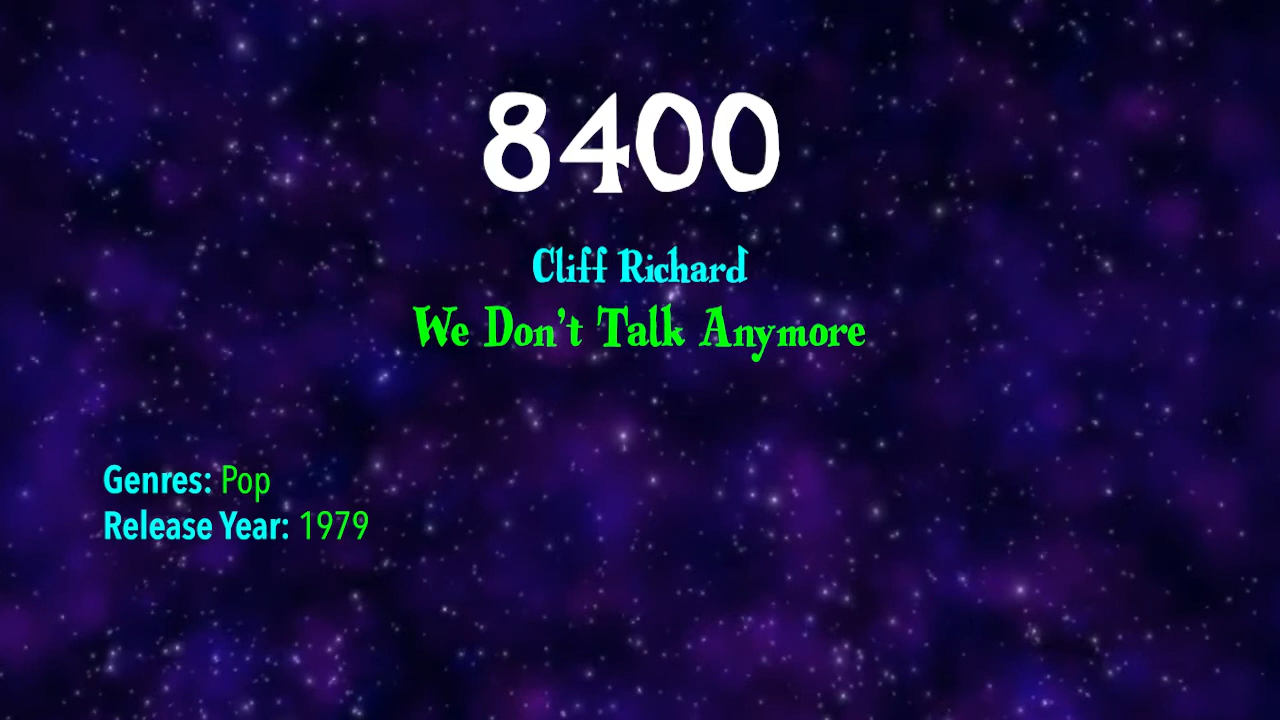 8400
Cliff Richard
We Don't Talk Anymore
Genres: Pop
Release Year: 1979